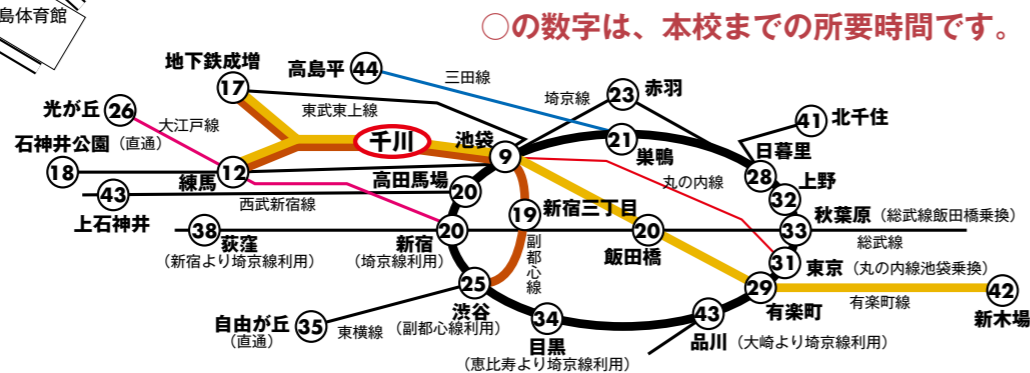 島体育館
○の数字は、本校までの所要時間です。
地下鉄成増
17
高島平
44
三田線
埼京線
23
赤羽
光が丘
26
大江戸線
東武東上線
千川
池袋
9
21
巣鴨
41
北千住
日暮里
28
石神井公園（直通）
18
練馬
12
高田馬場
20
丸の内線
上野
32
43
上石神井
西武新宿線
19
新宿三丁目
秋葉原（総武線飯田橋乗換）
33
総武線
38
荻窪
（新宿より埼京線利用）
20
新宿
（埼京線利用）
副都心線
20
飯田橋
31
東京（丸の内線池袋乗換）
25
渋谷
（副都心線利用）
29
有楽町
有楽町線
42
新木場
自由が丘
（直通）
35
東横線
34
目黒
（恵比寿より埼京線利用）
43
品川（大崎より埼京線利用）